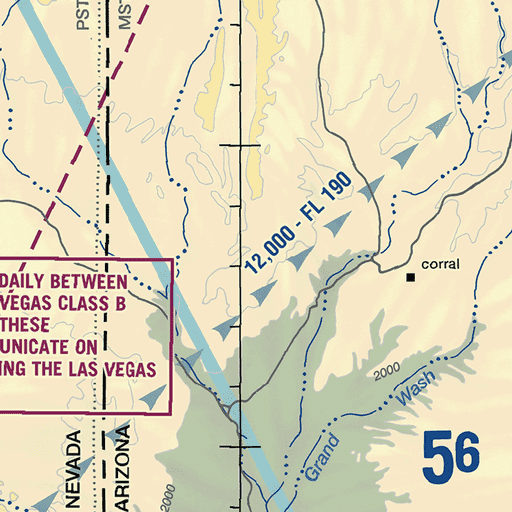 PST
MST
12,000 - FL 190
DAILY BETWEEN
VEGAS CLASS B
THESE
UNICATE ON
ING THE LAS VEGAS
corral
2000
Grand Wash
56
NEVADA
ARIZONA
2000